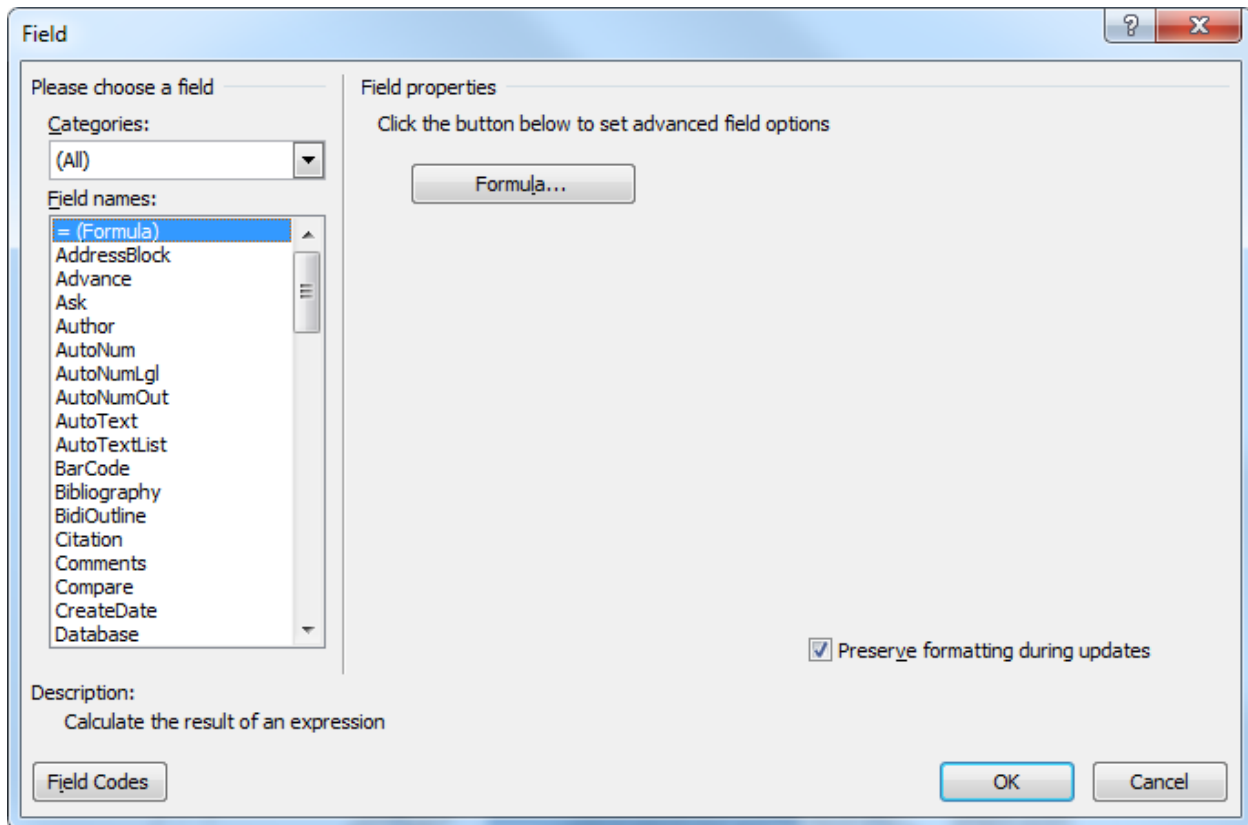 Field
?
X
Please choose a field
Categories:
(All)
Field names:
= (Formula)
AddressBlock
Advance
Ask
Author
AutoNum
AutoNumLgl
AutoNumOut
AutoText
AutoTextList
BarCode
Bibliography
BidiOutline
Citation
Comments
Compare
CreateDate
Database
Field properties
Click the button below to set advanced field options
Formula...
Preserve formatting during updates
Description:
Calculate the result of an expression
Field Codes
OK
Cancel